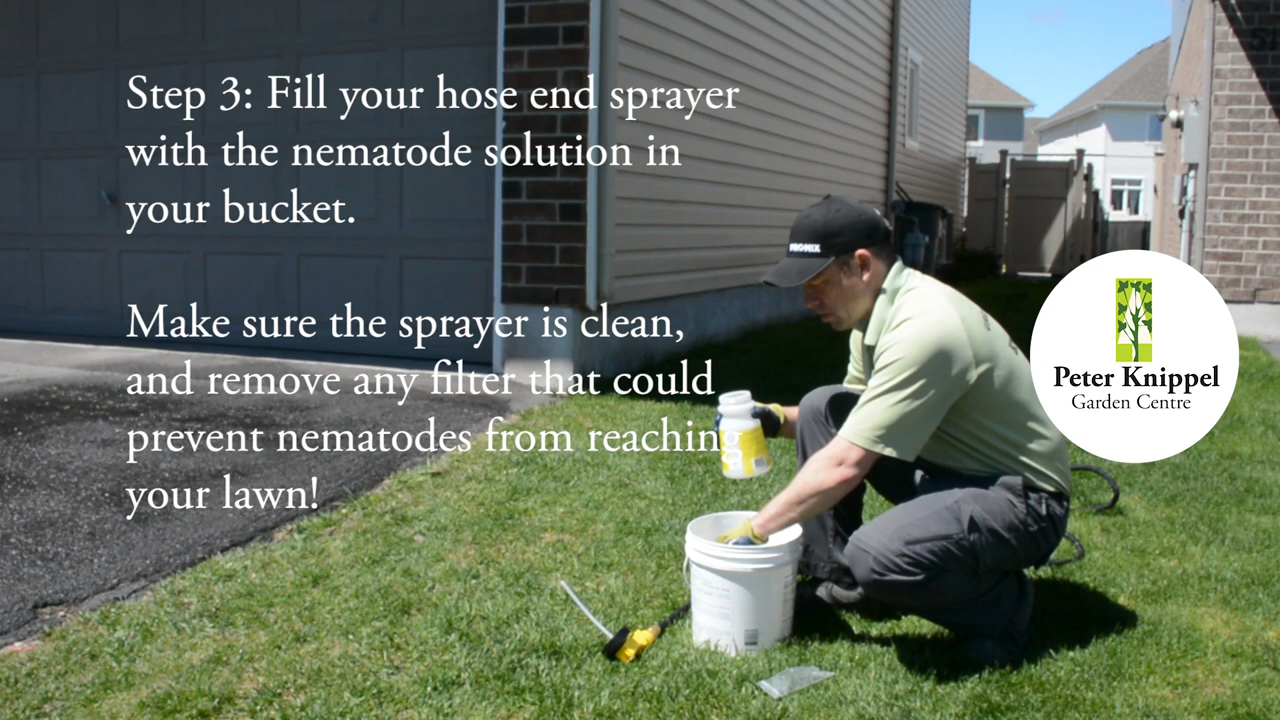 Step 3: Fill your hose end sprayer
with the nematode solution in
your bucket.
Make sure the sprayer is clean,
and remove any filter that could
prevent nematodes from reaching
your lawn!
Peter Knippel
Garden Centre